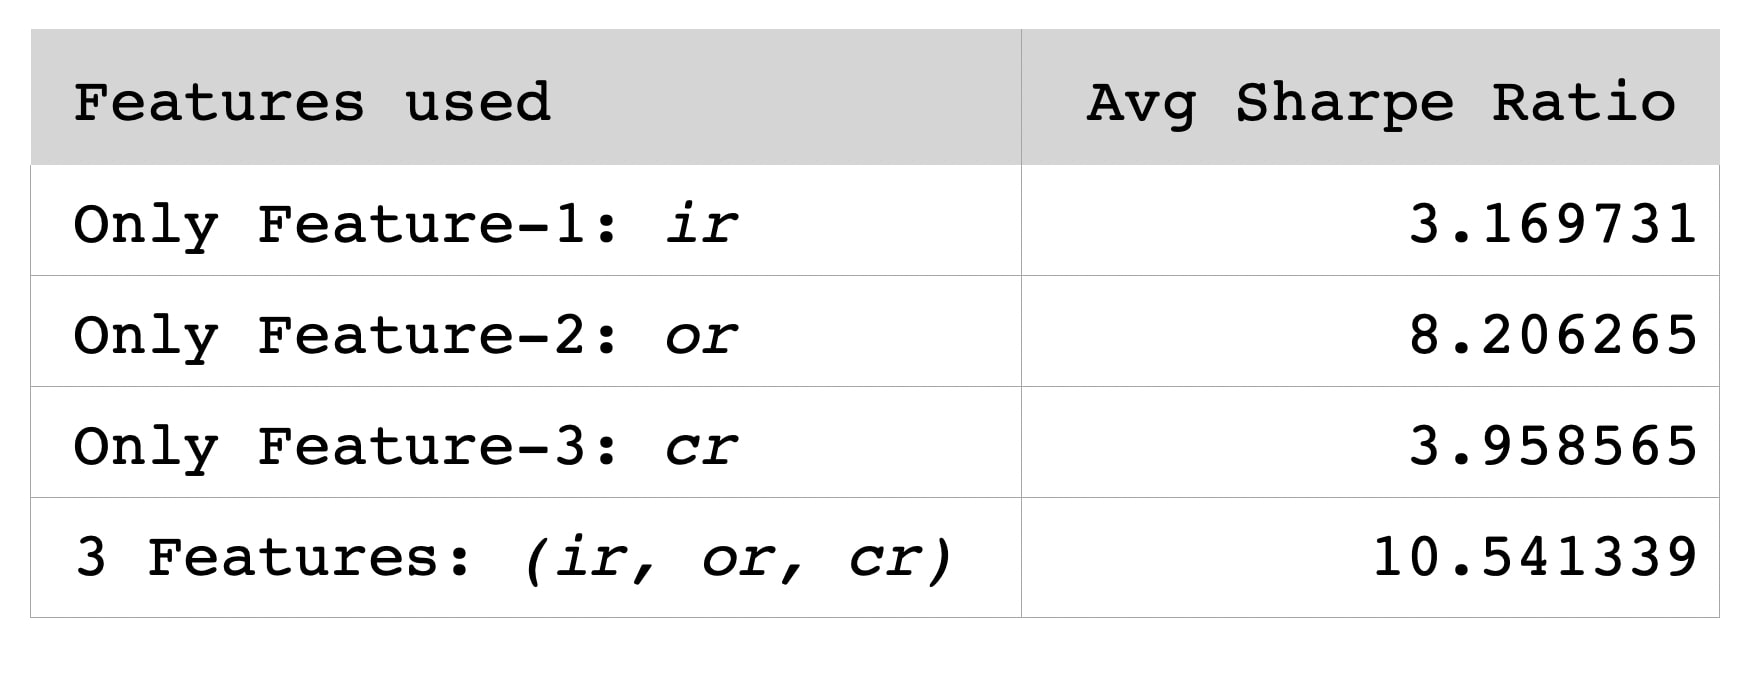 Features used Avg Sharpe Ratio
Only Feature-1: ir 3.169731
Only Feature-2: or 8.206265
Only Feature-3: cr 3.958565
3 Features: (ir, or, cr) 10.541339